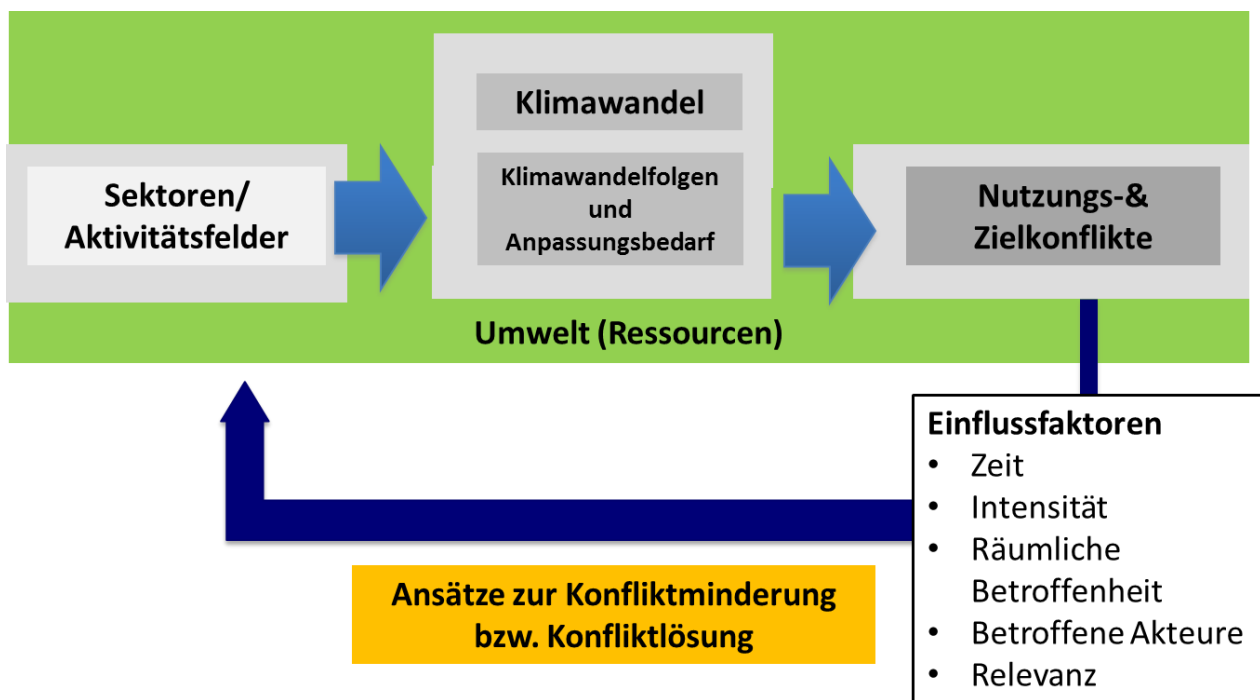 Klimawandel
Sektoren/
Aktivitätsfelder
Klimawandelfolgen
und
Anpassungsbedarf
Nutzungs-&
Zielkonflikte
Umwelt (Ressourcen)
Einflussfaktoren
• Zeit
• Intensität
• Räumliche
Betroffenheit
• Betroffene Akteure
• Relevanz
Ansätze zur Konfliktminderung
bzw. Konfliktlösung